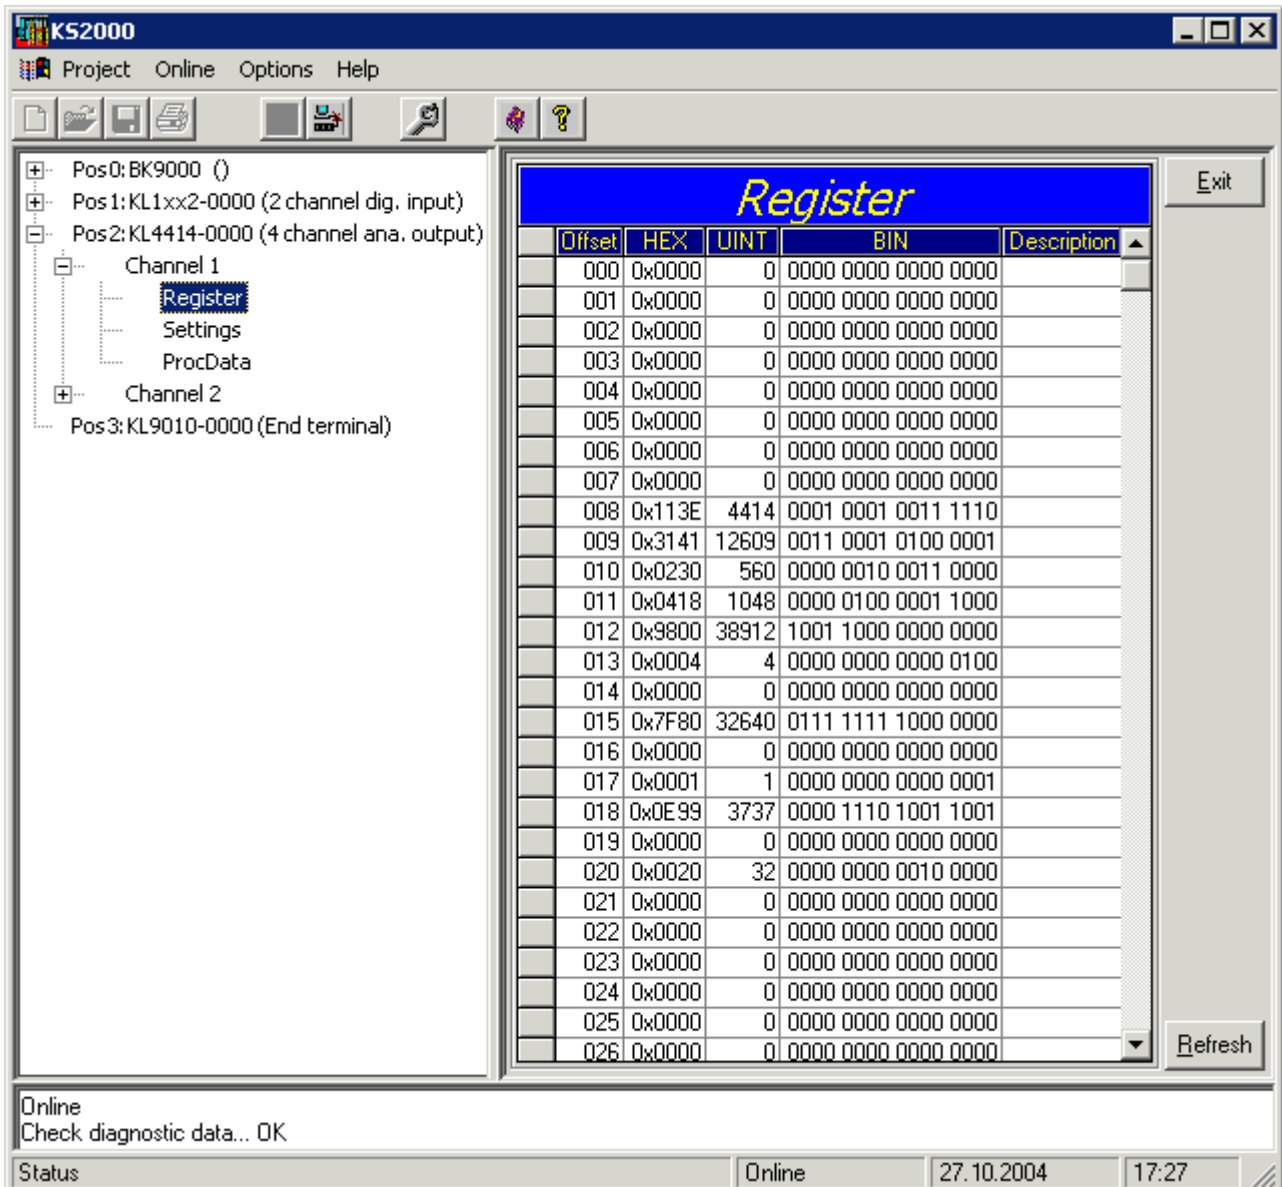 KS2000
Project Online Options Help
Pos0:BK9000 ()
Pos1:KL1xx2-0000 (2 channel dig. input)
Pos2:KL4414-0000 (4 channel ana. output)
Channel 1
Register
Settings
ProcData
Channel 2
Pos3:KL9010-0000 (End terminal)
Register
Offset HEX UINT BIN Description
000 0x0000 0 0000 0000 0000 0000
001 0x0000 0 0000 0000 0000 0000
002 0x0000 0 0000 0000 0000 0000
003 0x0000 0 0000 0000 0000 0000
004 0x0000 0 0000 0000 0000 0000
005 0x0000 0 0000 0000 0000 0000
006 0x0000 0 0000 0000 0000 0000
007 0x0000 0 0000 0000 0000 0000
008 0x113E 4414 0001 0001 0011 1110
009 0x3141 12609 0011 0001 0100 0001
010 0x0230 560 0000 0010 0011 0000
011 0x0418 1048 0000 0100 0001 1000
012 0x9800 38912 1001 1000 0000 0000
013 0x0004 4 0000 0000 0000 0100
014 0x0000 0 0000 0000 0000 0000
015 0x7F80 32640 0111 1111 1000 0000
016 0x0000 0 0000 0000 0000 0000
017 0x0001 1 0000 0000 0000 0001
018 0x0E99 3737 0000 1110 1001 1001
019 0x0000 0 0000 0000 0000 0000
020 0x0020 32 0000 0000 0010 0000
021 0x0000 0 0000 0000 0000 0000
022 0x0000 0 0000 0000 0000 0000
023 0x0000 0 0000 0000 0000 0000
024 0x0000 0 0000 0000 0000 0000
025 0x0000 0 0000 0000 0000 0000
026 0x0000 0 0000 0000 0000 0000
Exit
Refresh
Online
Check diagnostic data... OK
Status Online 27.10.2004 17:27